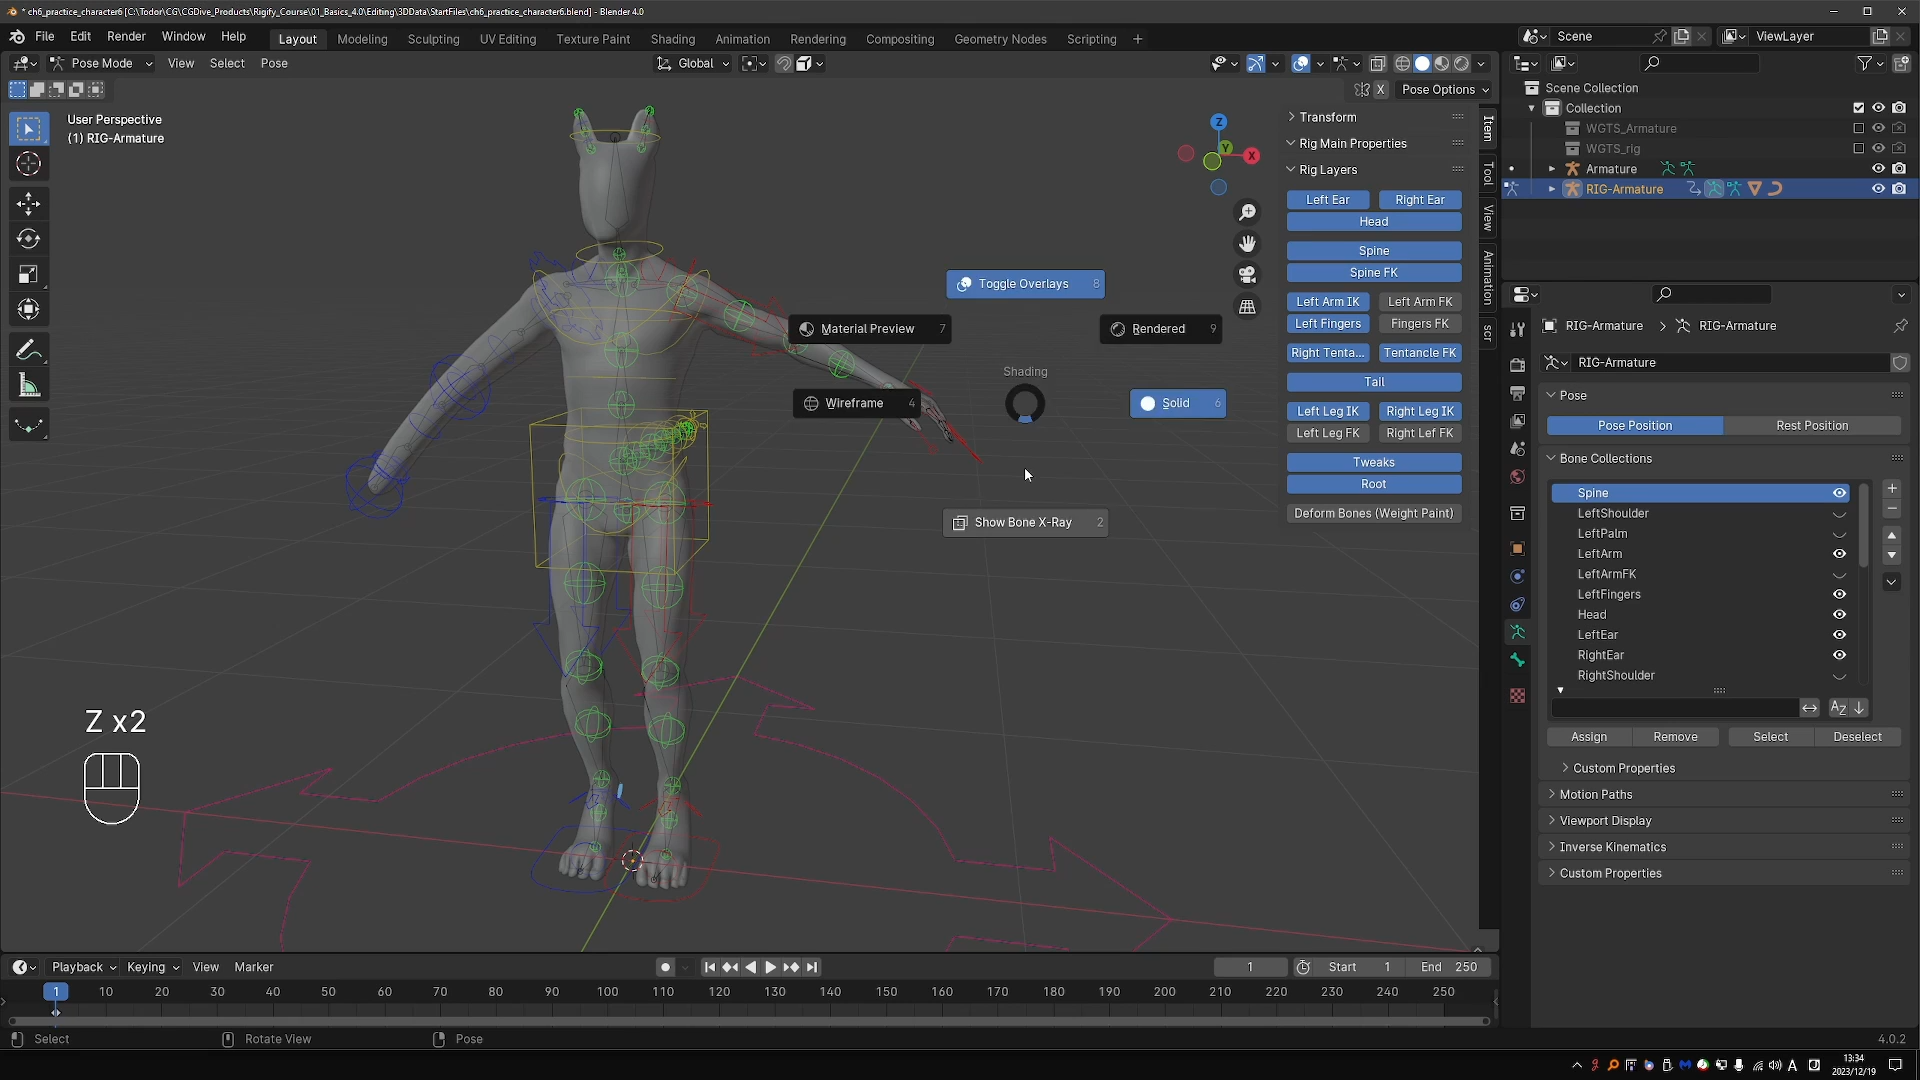 * ch6_practice_character6 [C:\Todor\CG\CGDive_Products\Rigify_Course\01_Basics_4.0\Editing\3DData\StartFiles\ch6_practice_character6.blend] - Blender 4.0
File Edit Render Window Help
Layout Modeling Sculpting UV Editing Texture Paint Shading Animation Rendering Compositing Geometry Nodes Scripting +
Scene
ViewLayer
Pose Mode View Select Pose
Global
X Pose Options
User Perspective
(1) RIG-Armature
Z
Y
X
Toggle Overlays 8
Material Preview 7
Rendered 9
Shading
Wireframe 4
Solid 6
Show Bone X-Ray 2
Z x2
Transform
Rig Main Properties
Rig Layers
Left Ear Right Ear
Head
Spine
Spine FK
Left Arm IK Left Arm FK
Left Fingers Fingers FK
Right Tenta... Tentancle FK
Tail
Left Leg IK Right Leg IK
Left Leg FK Right Lef FK
Tweaks
Root
Deform Bones (Weight Paint)
Item
Tool
View
Animation
scr
Scene Collection
Collection
WGTS_Armature
WGTS_rig
Armature
RIG-Armature
RIG-Armature > RIG-Armature
RIG-Armature
Pose
Pose Position Rest Position
Bone Collections
Spine
LeftShoulder
LeftPalm
LeftArm
LeftArmFK
LeftFingers
Head
LeftEar
RightEar
RightShoulder
Assign Remove Select Deselect
Custom Properties
Motion Paths
Viewport Display
Inverse Kinematics
Custom Properties
Playback Keying View Marker
1 Start 1 End 250
1 10 20 30 40 50 60 70 80 90 100 110 120 130 140 150 160 170 180 190 200 210 220 230 240 250
Select Rotate View Pose
4.0.2
A
13:34
2023/12/19